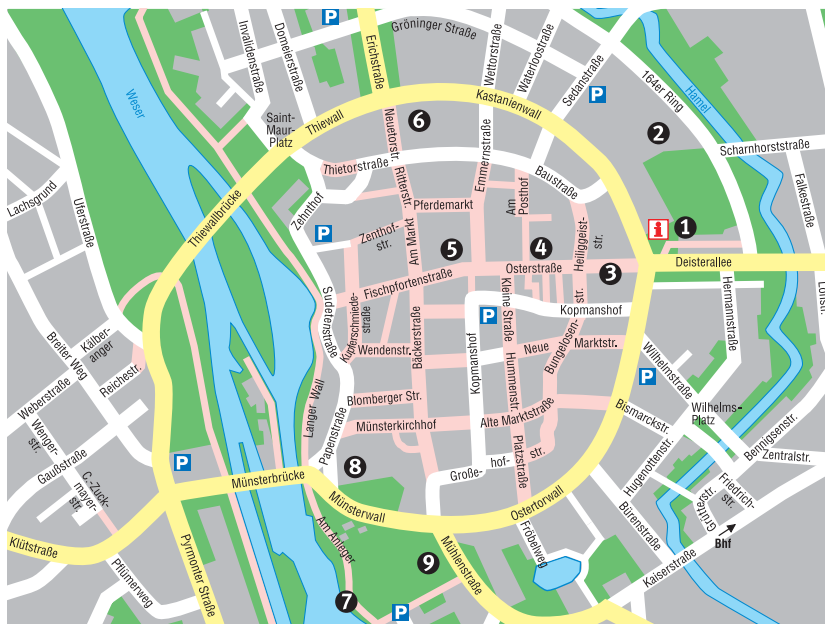 P
Gröninger Straße
Invalidenstraße
Domeierstraße
Erichstraße
Wettorstraße
Waterloostraße
Sedanstraße
P
164er Ring
Hamel
Weser
Kastanienwall
Thiewall
Saint-
Maur-
Platz
6
Neuetorstr.
2
Scharnhorststraße
Falkestraße
Thietorstraße
Emmernstraße
Baustraße
Lachsgrund
Uferstraße
Thiewallbrücke
Zehnthof
Ritterstr.
Pferdemarkt
Am
Posthof
P
Zenthof-
str.
Am Markt
5
4
Heiliggeist-
str.
i
1
Osterstraße
3
Deisterallee
Fischpfortenstraße
Sudetenstraße
Kupferschmiede-
straße
Bäckerstraße
P
Kleine Straße
Kopmanshof
Hermannstraße
Kälber-
anger
Breiter Weg
Reichestr.
Weberstraße
Wendenstr.
Kopmanshof
Hummenstr.
Neue
Marktstr.
Bungelosen-
str.
Wilhelmstraße
P
Langer Wall
Blomberger Str.
Papenstraße
Münsterkirchhof
Alte Marktstraße
Platzstraße
Bismarckstr.
Wilhelms-
Platz
Bennigsenstr.
Zentralstr.
Wenger-
str.
Gaußstraße
C.-Zuck-
mayer-
str.
P
Münsterbrücke
8
Große-
hof-
str.
Hugenottenstr.
Friedrich-
str.
Münsterwall
Ostertorwall
Bürenstraße
Bhf
Klütstraße
Pyrmonter Straße
Am Anleger
9
Mühlenstraße
Fröbelweg
Kaiserstraße
Pflümerweg
7
P